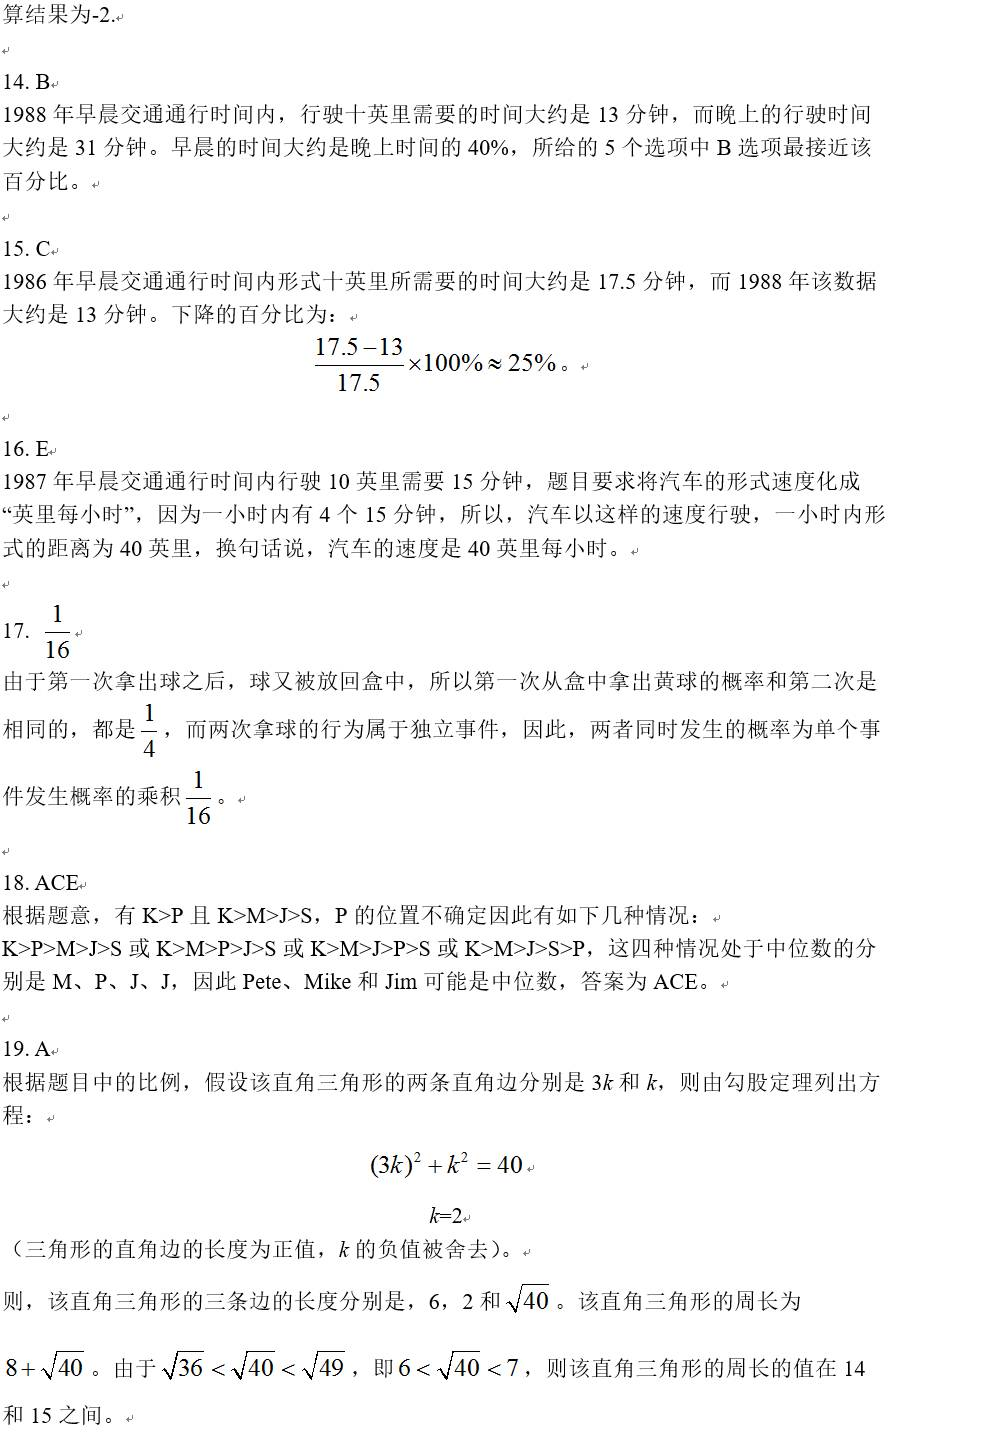 算结果为-2.
14. B
1988 年早晨交通通行时间内，行驶十英里需要的时间大约是 13 分钟，而晚上的行驶时间
大约是 31 分钟。早晨的时间大约是晚上时间的 40%，所给的 5 个选项中 B 选项最接近该
百分比。
15. C
1986 年早晨交通通行时间内形式十英里所需要的时间大约是 17.5 分钟，而 1988 年该数据
大约是 13 分钟。下降的百分比为：
(17.5−13)/17.5 ×100%≈25%。
16. E
1987 年早晨交通通行时间内行驶 10 英里需要 15 分钟，题目要求将汽车的形式速度化成
“英里每小时”，因为一小时内有 4 个 15 分钟，所以，汽车以这样的速度行驶，一小时内形
式的距离为 40 英里，换句话说，汽车的速度是 40 英里每小时。
17. 1/16
由于第一次拿出球之后，球又被放回盒中，所以第一次从盒中拿出黄球的概率和第二次是
相同的，都是 1/4，而两次拿球的行为属于独立事件，因此，两者同时发生的概率为单个事
件发生概率的乘积 1/16。
18. ACE
根据题意，有 K>P 且 K>M>J>S，P 的位置不确定因此有如下几种情况：
K>P>M>J>S 或 K>M>P>J>S 或 K>M>J>P>S 或 K>M>J>S>P，这四种情况处于中位数的分
别是 M、P、J、J，因此 Pete、Mike 和 Jim 可能是中位数，答案为 ACE。
19. A
根据题目中的比例，假设该直角三角形的两条直角边分别是 3k 和 k，则由勾股定理列出方
程：
(3k)² + k² = 40
k=2
（三角形的直角边的长度为正值，k 的负值被舍去）。
则，该直角三角形的三条边的长度分别是，6，2 和 √40。该直角三角形的周长为
8+√40。由于 √36 < √40 < √49，即 6 < √40 < 7，则该直角三角形的周长的值在 14
和 15 之间。